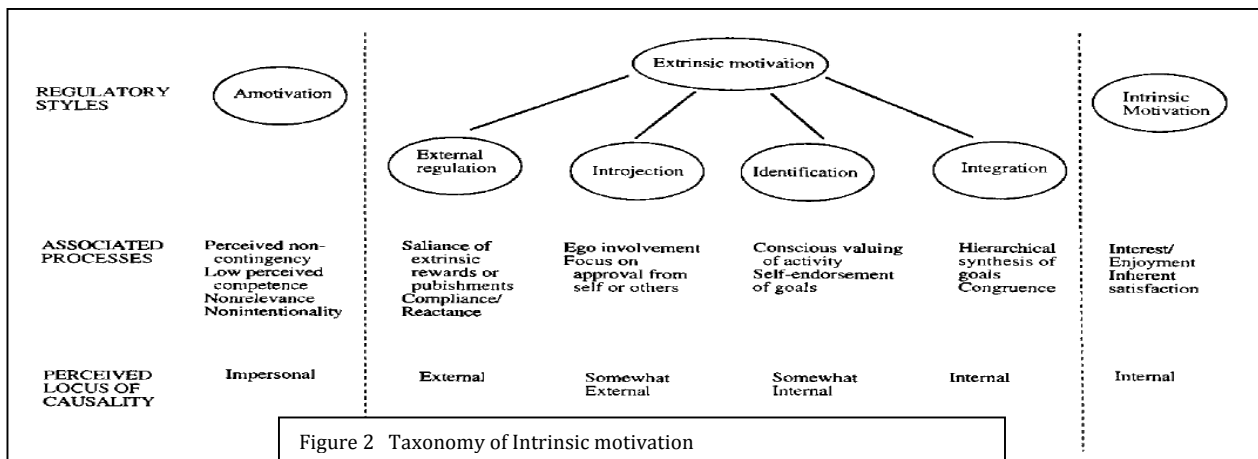 Extrinsic motivation
REGULATORY
STYLES
Amotivation
Intrinsic
Motivation
External
regulation
Introjection
Identification
Integration
ASSOCIATED
PROCESSES
Perceived non-
contingency
Low perceived
competence
Nonrelevance
Nonintentionality
Saliance of
extrinsic
rewards or
pubishments
Compliance/
Reactance
Ego involvement
Focus on
approval from
self or others
Conscious valuing
of activity
Self-endorsement
of goals
Hierarchical
synthesis of
goals
Congruence
Interest/
Enjoyment
Inherent
satisfaction
PERCEIVED
LOCUS OF
CAUSALITY
Impersonal
External
Somewhat
External
Somewhat
Internal
Internal
Internal
Figure 2 Taxonomy of Intrinsic motivation